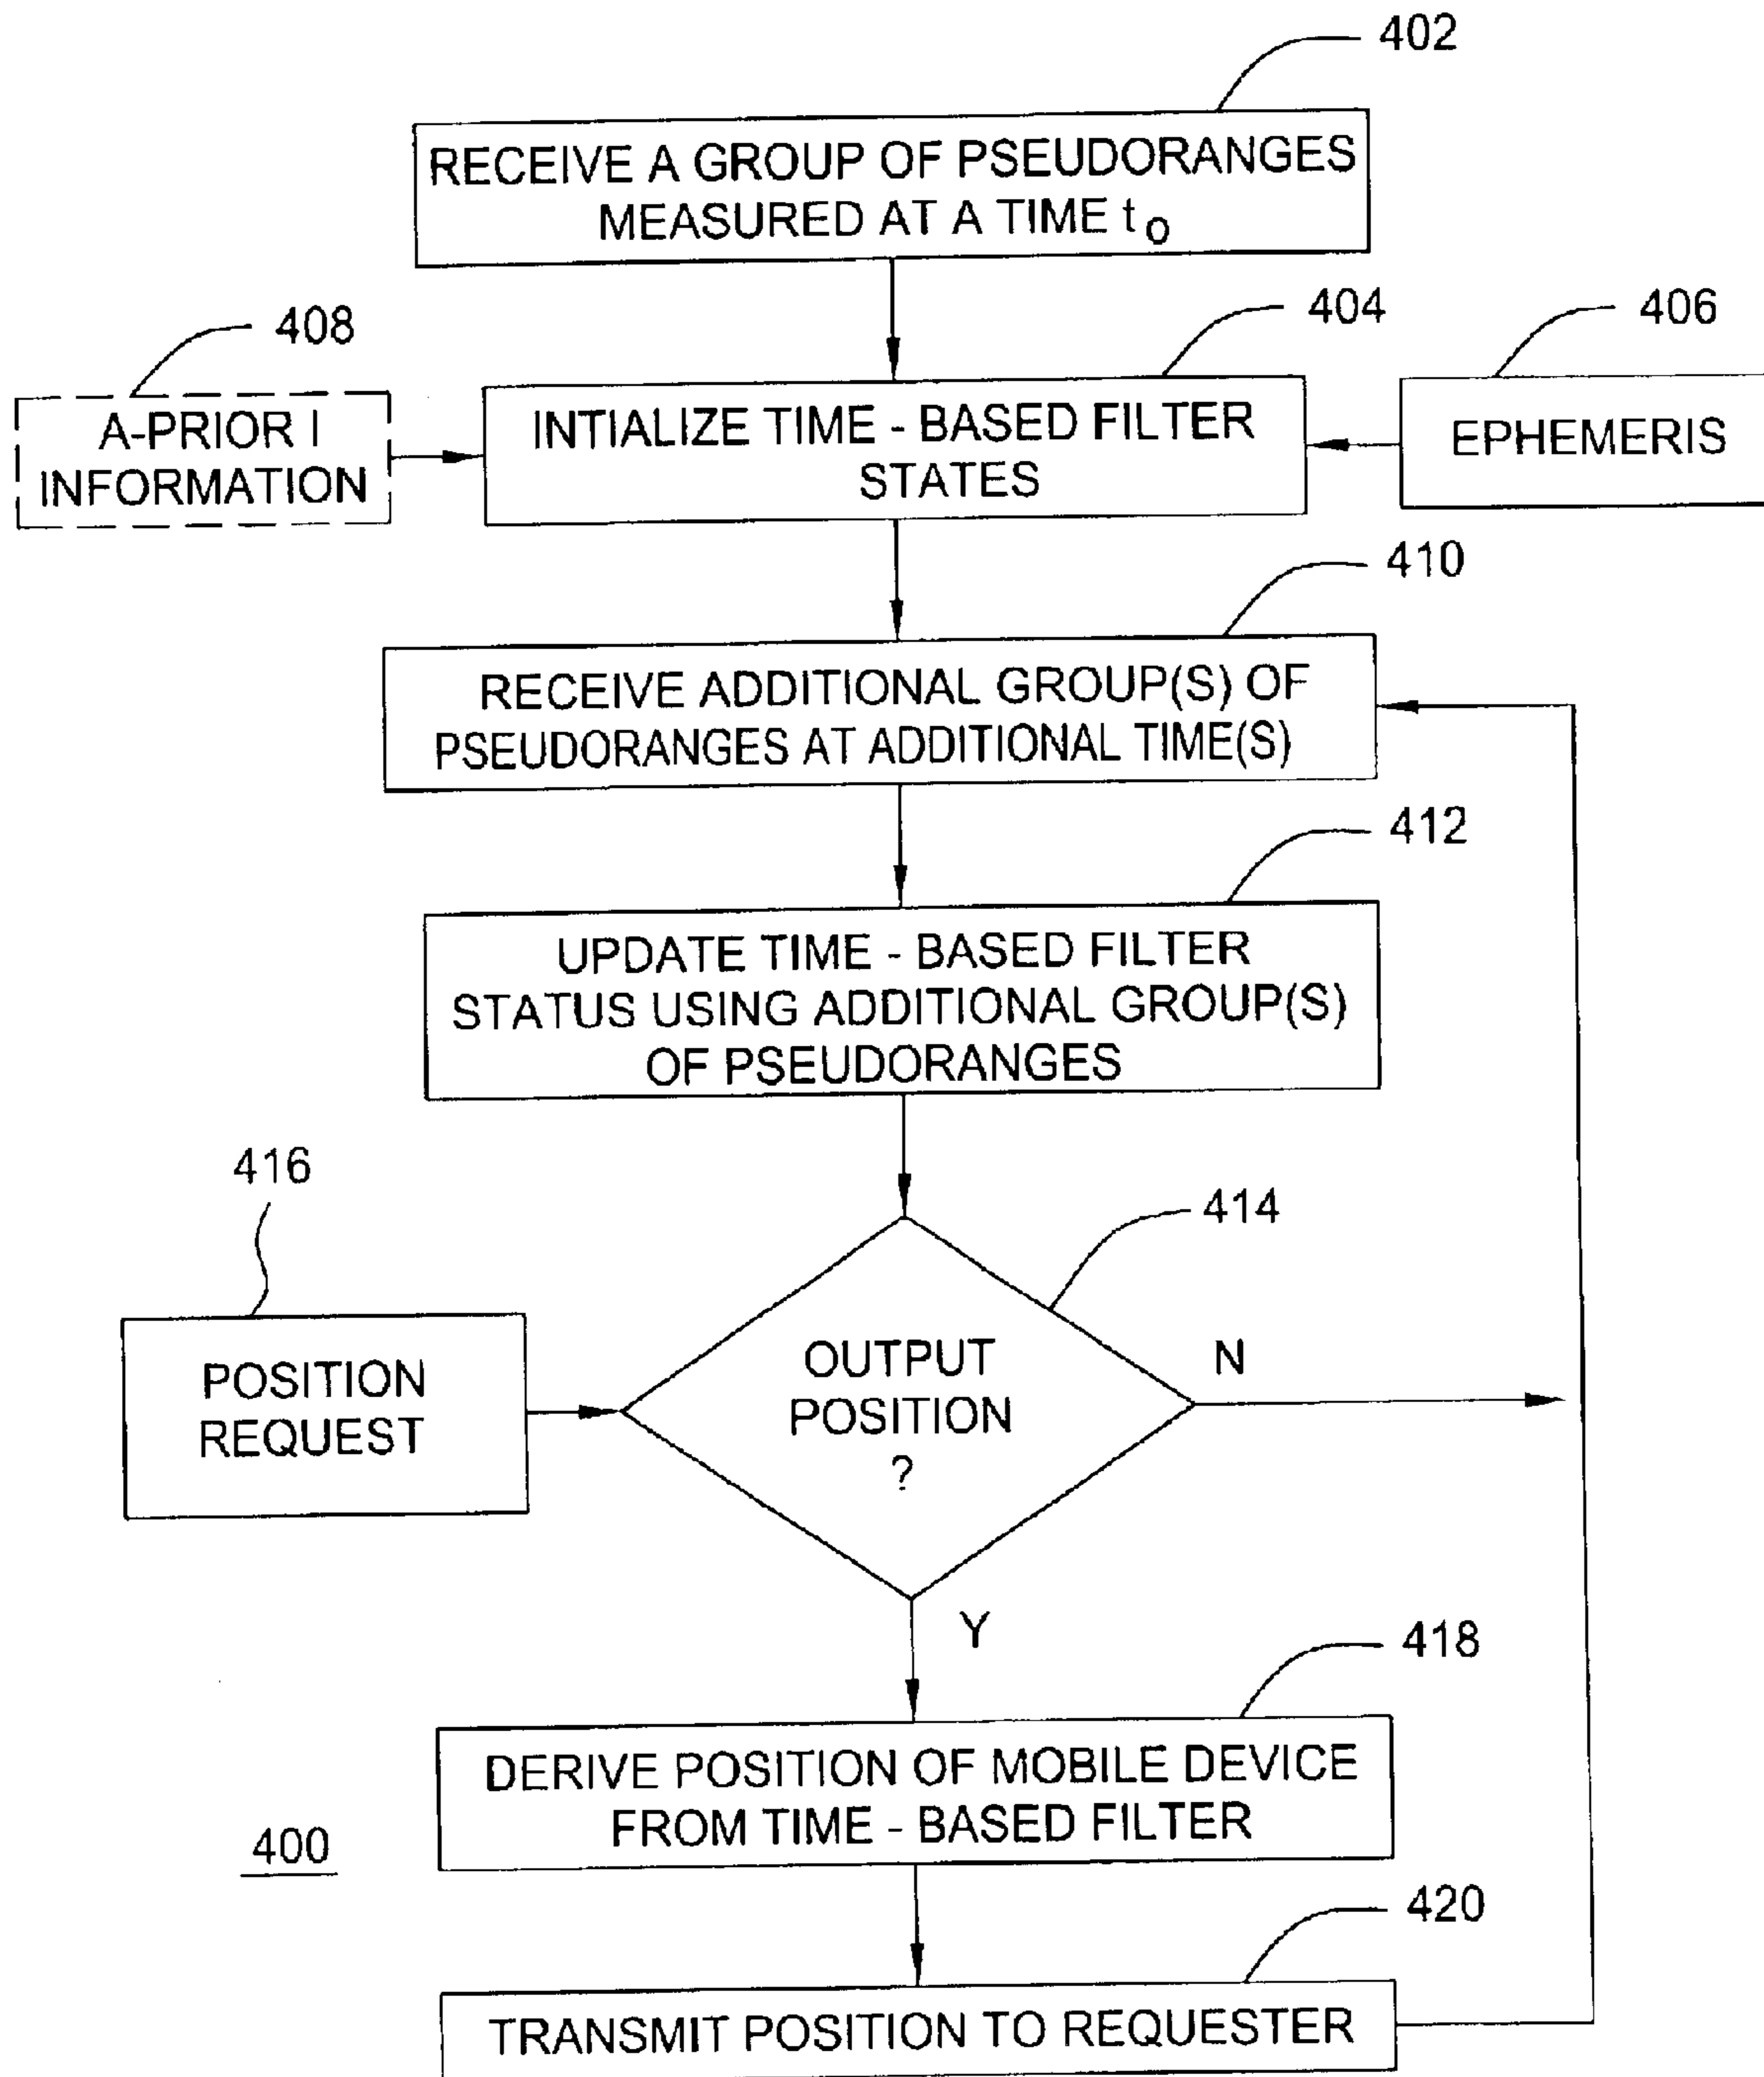 402
RECEIVE A GROUP OF PSEUDORANGES
MEASURED AT A TIME to
408
404
406
A-PRIOR I
INFORMATION
INTIALIZE TIME - BASED FILTER
STATES
EPHEMERIS
410
RECEIVE ADDITIONAL GROUP(S) OF
PSEUDORANGES AT ADDITIONAL TIME(S)
412
UPDATE TIME - BASED FILTER
STATUS USING ADDITIONAL GROUP(S)
OF PSEUDORANGES
416
414
POSITION
REQUEST
OUTPUT
POSITION
?
N
Y
418
DERIVE POSITION OF MOBILE DEVICE
FROM TIME - BASED FILTER
400
420
TRANSMIT POSITION TO REQUESTER